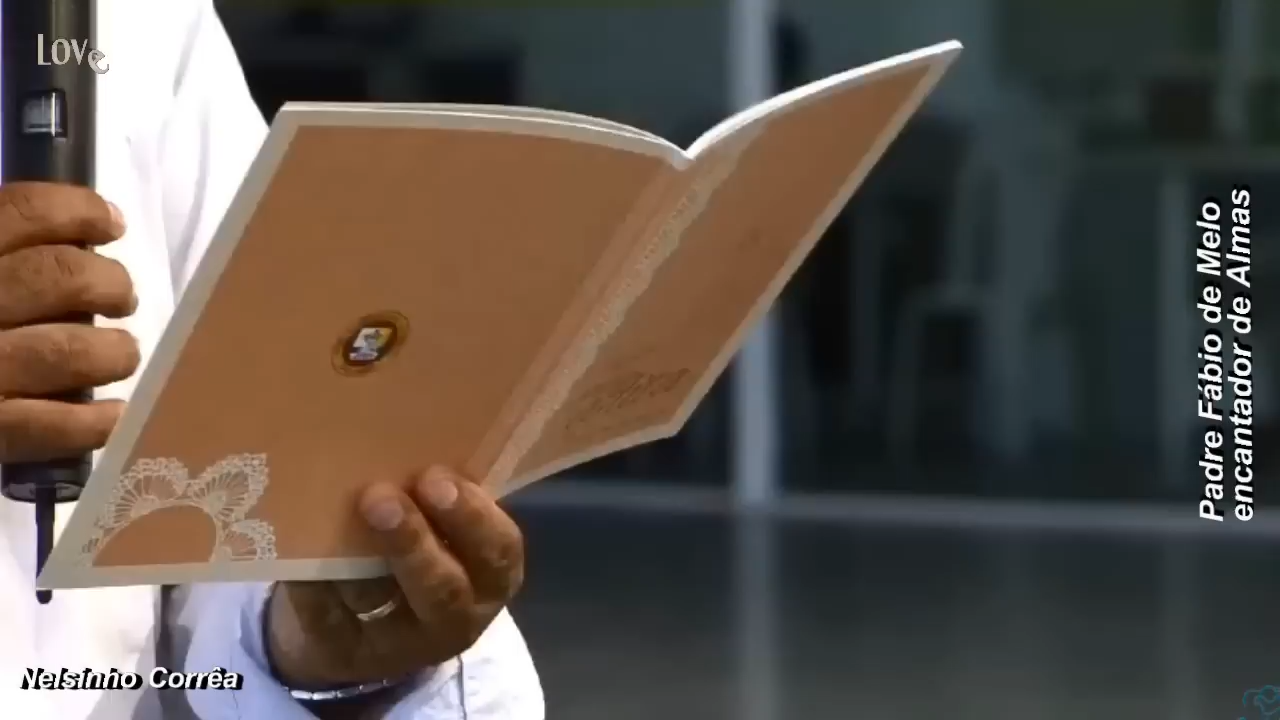 Love
Padre Fábio de Melo
encantador de Almas
Nelsinho Corrêa